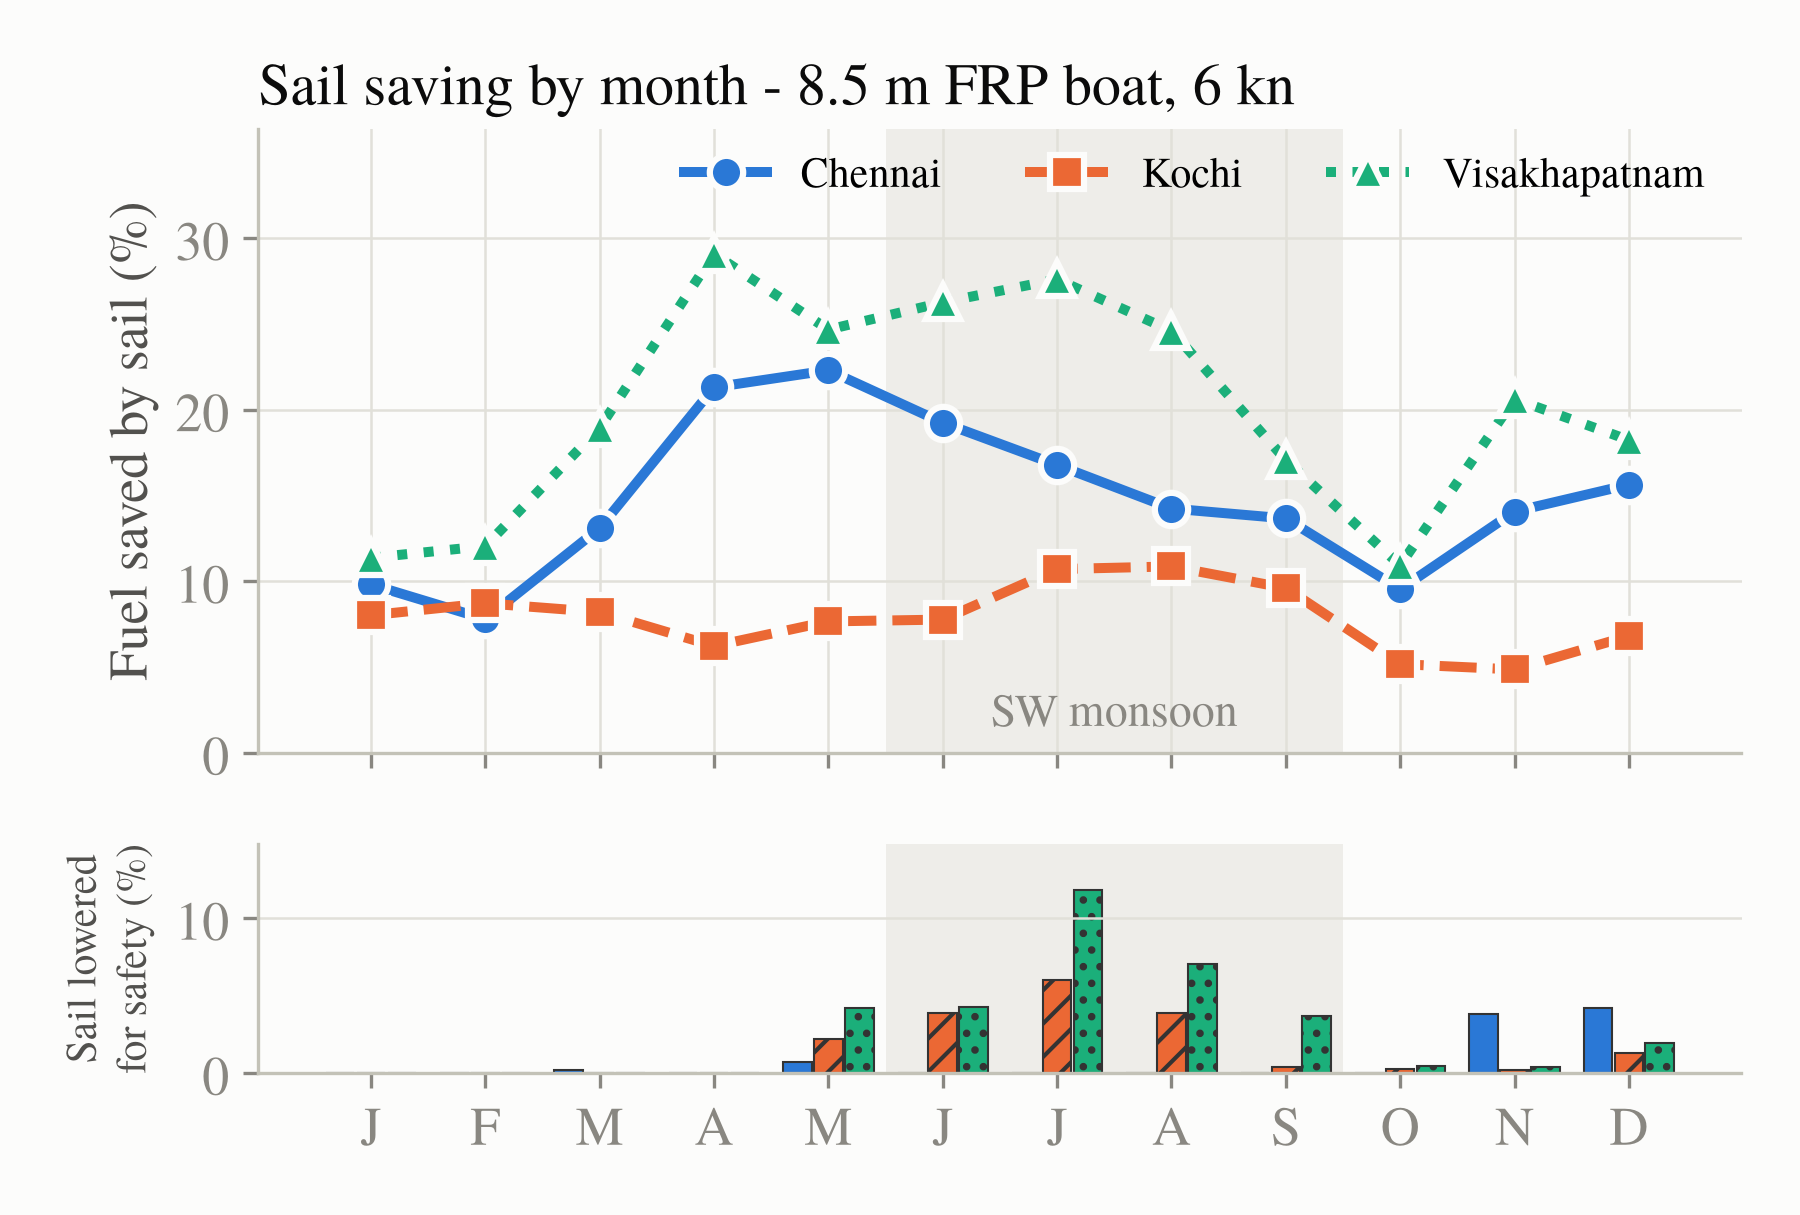 Sail saving by month - 8.5 m FRP boat, 6 kn
Chennai
Kochi
Visakhapatnam
Fuel saved by sail (%)
30
20
10
0
SW monsoon
Sail lowered
for safety (%)
10
0
J F M A M J J A S O N D